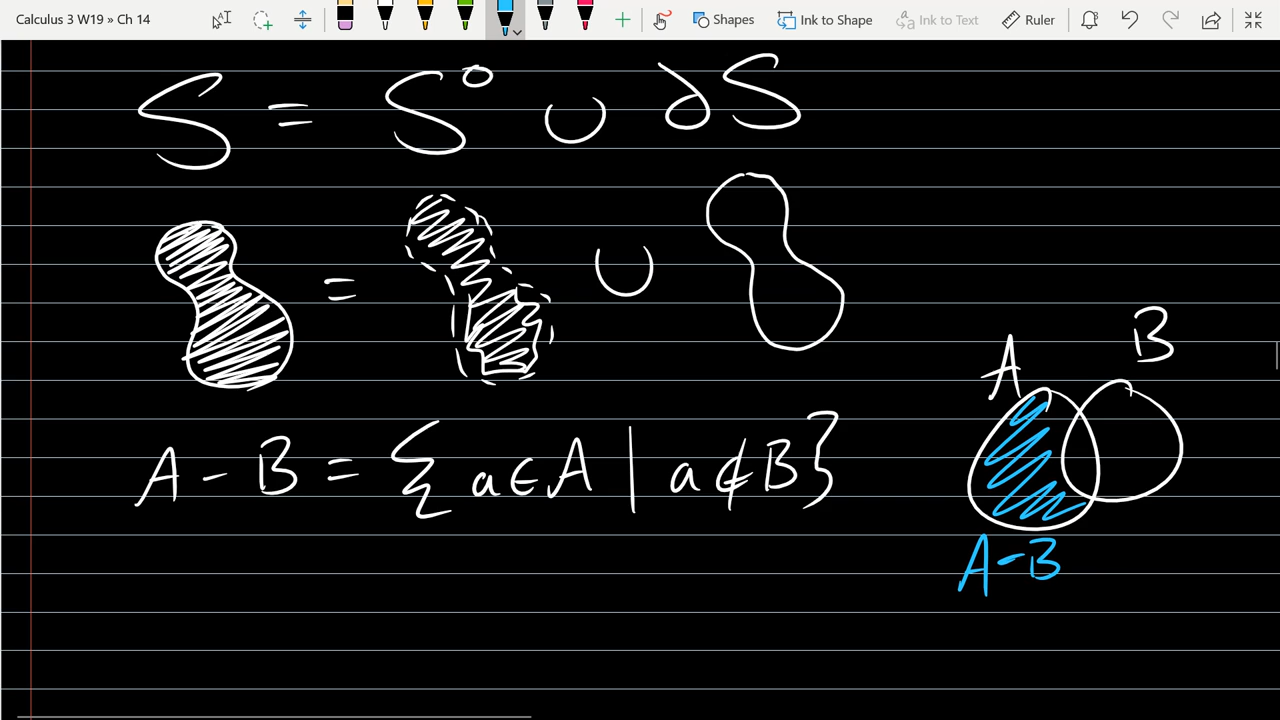 Calculus 3 W19 » Ch 14
Shapes
Ink to Shape
Ink to Text
Ruler
S = S° ∪ ∂S
= ∪
A - B = { a ∈ A | a ∉ B }
A
B
A-B